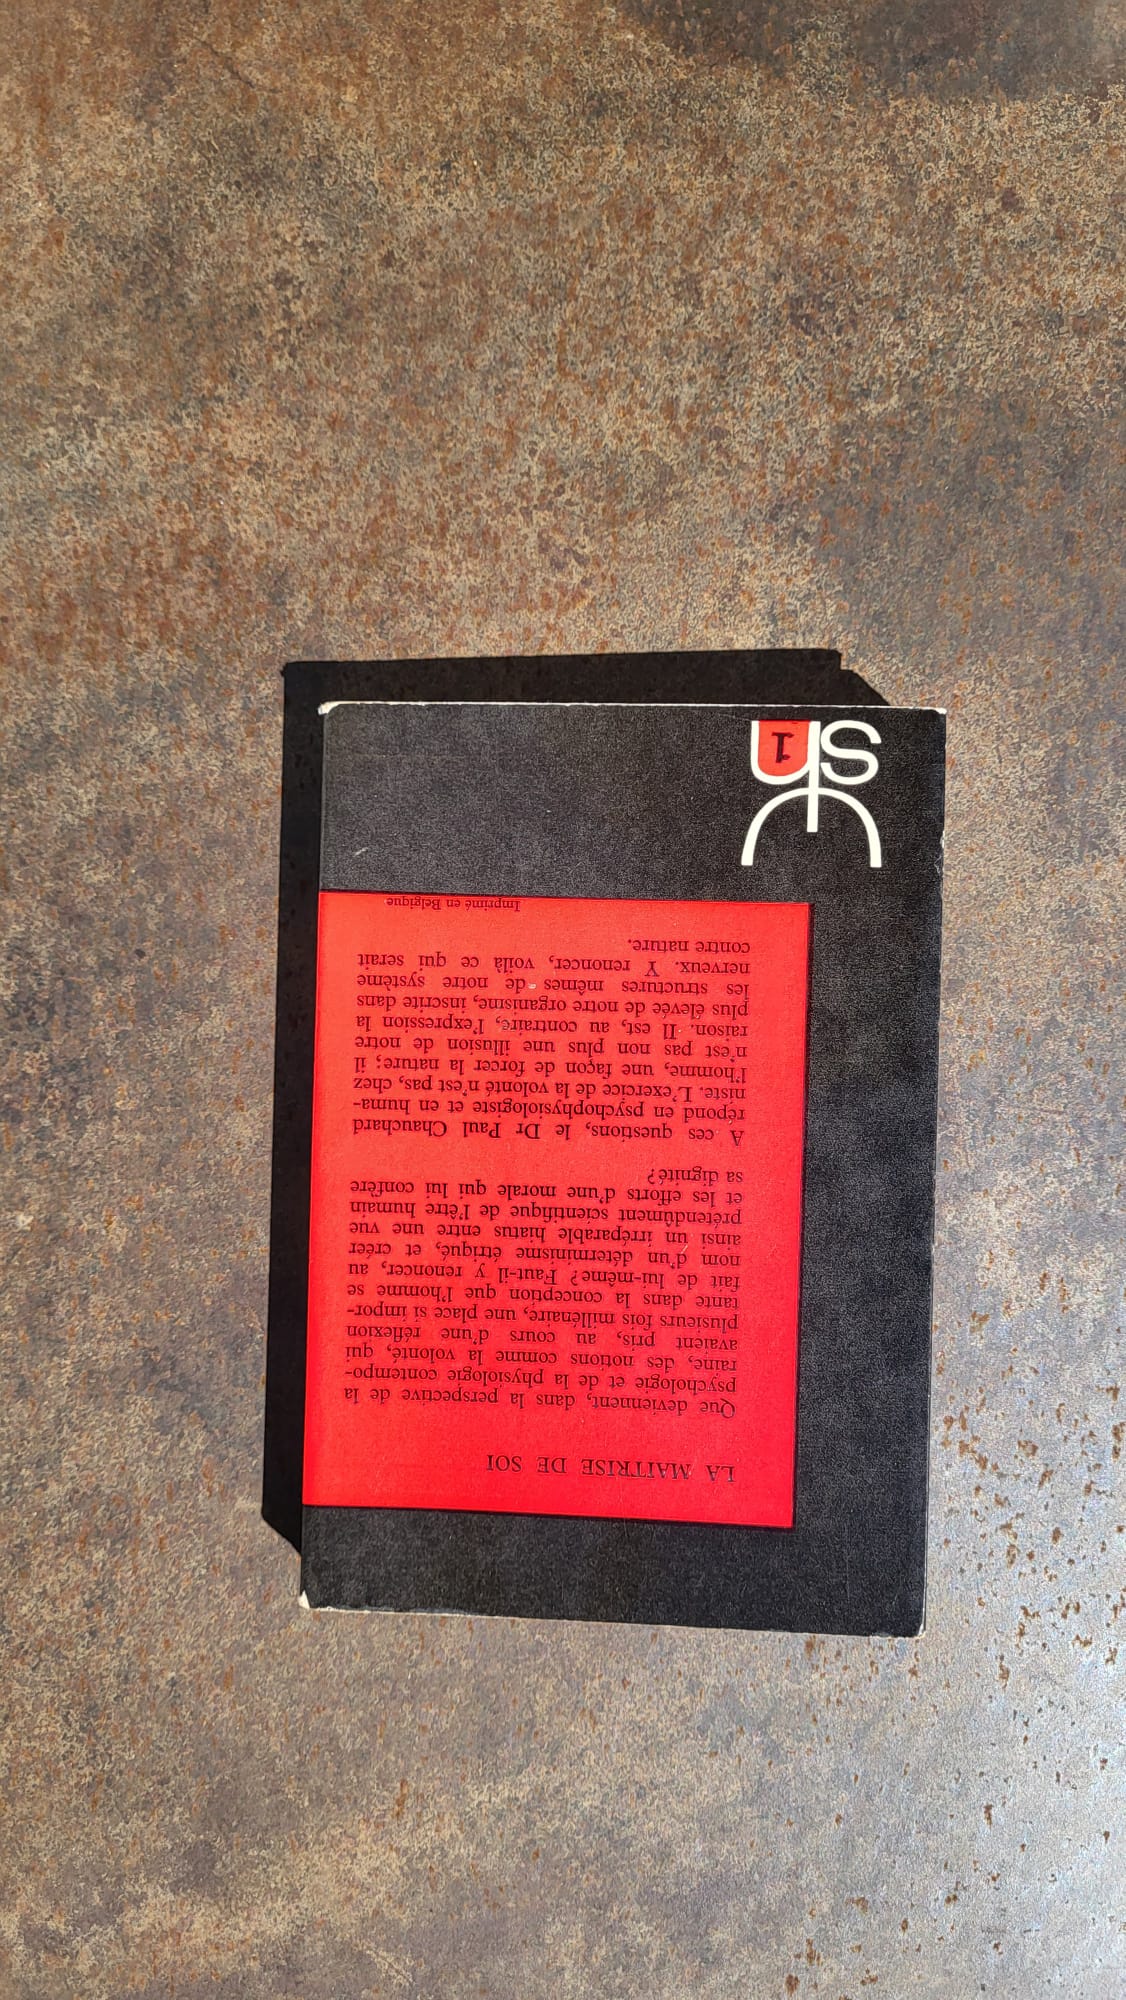 LA MAITRISE DE SOI
Que deviennent, dans la perspective de la
psychologie et de la physiologie contempo-
raine, des notions comme la volonté, qui
avaient pris, au cours d'une réflexion
plusieurs fois millénaire, une place si impor-
tante dans la conception que l'homme se
fait de lui-même? Faut-il y renoncer, au
nom d'un déterminisme étriqué, et créer
ainsi un irréparable hiatus entre une vue
prétendûment scientifique de l'être humain
et les efforts d'une morale qui lui confère
sa dignité?
A ces questions, le Dr Paul Chauchard
répond en psychophysiologiste et en huma-
niste. L'exercice de la volonté n'est pas, chez
l'homme, une façon de forcer la nature; il
n'est pas non plus une illusion de notre
raison. Il est, au contraire, l'expression la
plus élevée de notre organisme, inscrite dans
les structures mêmes de notre système
nerveux. Y renoncer, voilà ce qui serait
contre nature.
Imprimé en Belgique
sh
1